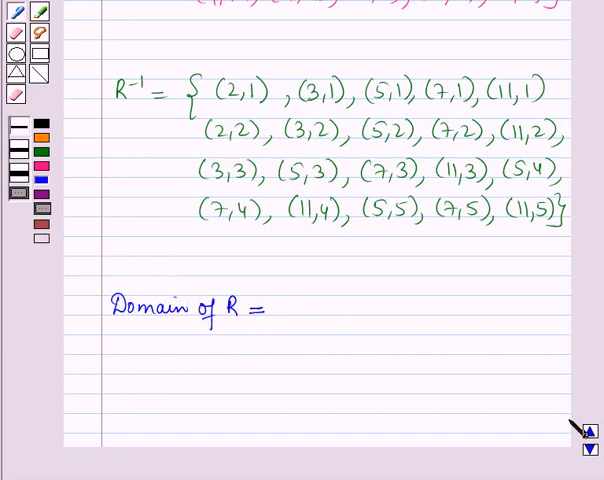 R⁻¹ = { (2,1) , (3,1), (5,1), (7,1), (11,1)
(2,2), (3,2), (5,2), (7,2), (11,2),
(3,3), (5,3), (7,3), (11,3), (5,4),
(7,4), (11,4), (5,5), (7,5), (11,5)}
Domain of R =